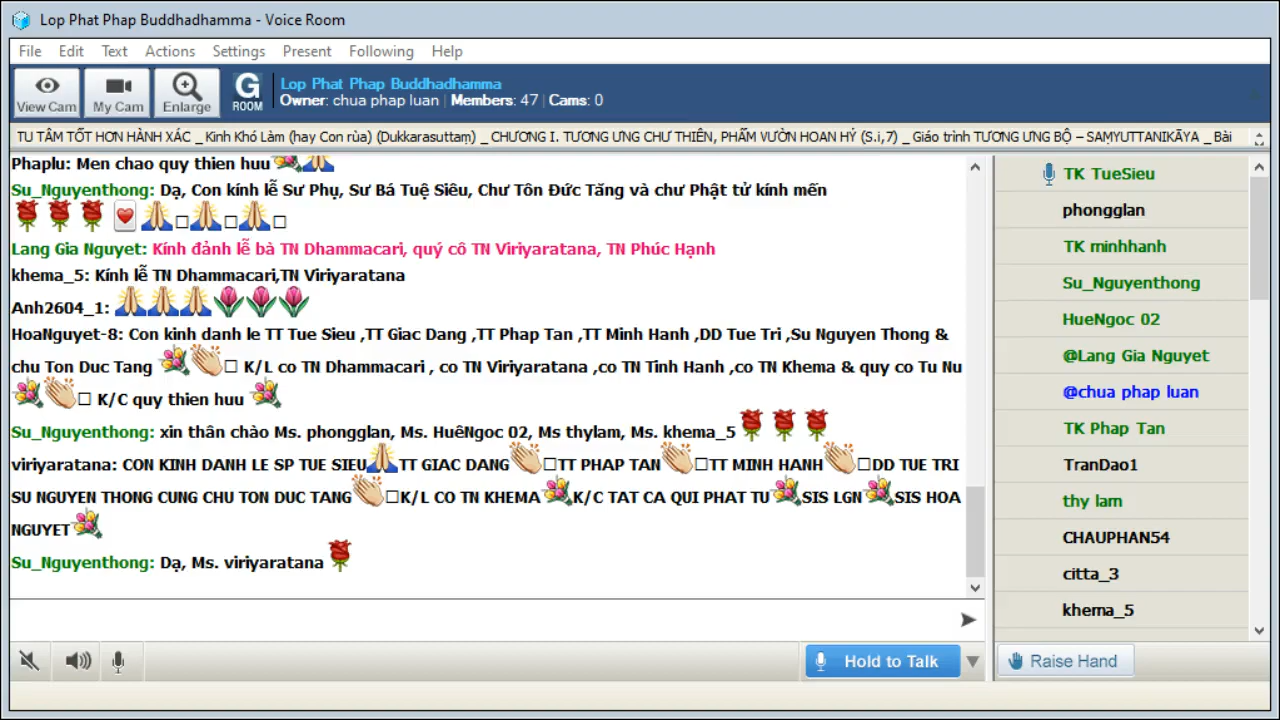 Lop Phat Phap Buddhadhamma - Voice Room
File Edit Text Actions Settings Present Following Help
View Cam My Cam Enlarge G ROOM
Lop Phat Phap Buddhadhamma
Owner: chua phap luan | Members: 47 | Cams: 0
TU TÂM TỐT HƠN HÀNH XÁC _Kinh Khó Làm (hay Con rùa) (Dukkarasuttaṃ) _CHƯƠNG I. TƯƠNG ƯNG CHƯ THIÊN, PHẨM VƯỜN HOAN HỶ (S.i,7) _Giáo trình TƯƠNG ƯNG BỘ – SAṂYUTTANIKĀYA _Bài
Phaplu: Men chao quy thien huu💐🙏
Su_Nguyenthong: Dạ, Con kính lễ Sư Phụ, Sư Bá Tuệ Siêu, Chư Tôn Đức Tăng và chư Phật tử kính mến
🌹🌹🌹💌🙏□🙏□🙏□
Lang Gia Nguyet: Kính đảnh lễ bà TN Dhammacari, quý cô TN Viriyaratana, TN Phúc Hạnh
khema_5: Kính lễ TN Dhammacari,TN Viriyaratana
Anh2604_1: 🙏🙏🙏🌷🌷🌷
HoaNguyet-8: Con kinh danh le TT Tue Sieu ,TT Giac Dang ,TT Phap Tan ,TT Minh Hanh ,DD Tue Tri ,Su Nguyen Thong &
chu Ton Duc Tang 💐👏□ K/L co TN Dhammacari , co TN Viriyaratana ,co TN Tinh Hanh ,co TN Khema & quy co Tu Nu
💐👏□ K/C quy thien huu 💐
Su_Nguyenthong: xin thân chào Ms. phongglan, Ms. HuêNgoc 02, Ms thylam, Ms. khema_5🌹🌹🌹
viriyaratana: CON KINH DANH LE SP TUE SIEU🙏TT GIAC DANG👏□TT PHAP TAN👏□TT MINH HANH👏□DD TUE TRI
SU NGUYEN THONG CUNG CHU TON DUC TANG👏□K/L CO TN KHEMA💐K/C TAT CA QUI PHAT TU💐SIS LGN💐SIS HOA
NGUYET💐
Su_Nguyenthong: Dạ, Ms. viriyaratana🌹
Hold to Talk
TK TueSieu
phongglan
TK minhhanh
Su_Nguyenthong
HueNgoc 02
@Lang Gia Nguyet
@chua phap luan
TK Phap Tan
TranDao1
thy lam
CHAUPHAN54
citta_3
khema_5
Raise Hand